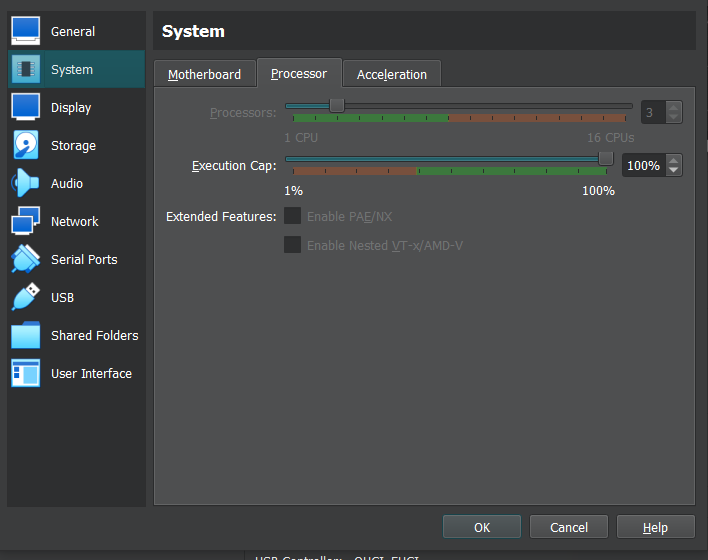 General
System
Display
Storage
Audio
Network
Serial Ports
USB
Shared Folders
User Interface
System
Motherboard Processor Acceleration
Processors: 3
1 CPU 16 CPUs
Execution Cap: 100%
1% 100%
Extended Features: Enable PAE/NX
Enable Nested VT-x/AMD-V
OK Cancel Help